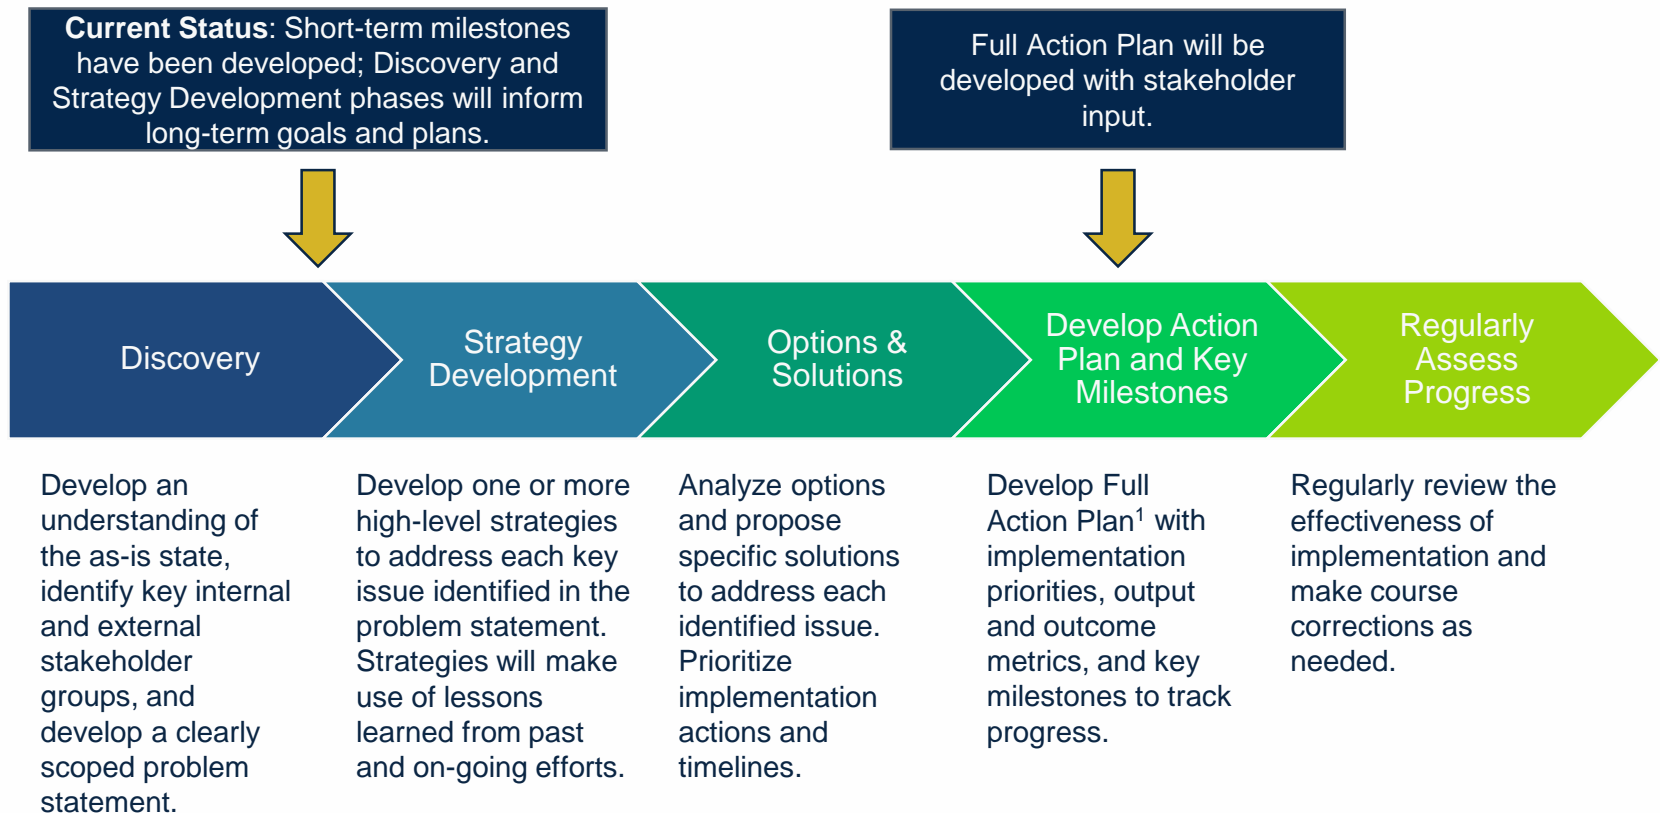 Current Status: Short-term milestones
have been developed; Discovery and
Strategy Development phases will inform
long-term goals and plans.
Full Action Plan will be
developed with stakeholder
input.
Discovery
Strategy
Development
Options &
Solutions
Develop Action
Plan and Key
Milestones
Regularly
Assess
Progress
Develop an
understanding of
the as-is state,
identify key internal
and external
stakeholder
groups, and
develop a clearly
scoped problem
statement.
Develop one or more
high-level strategies
to address each key
issue identified in the
problem statement.
Strategies will make
use of lessons
learned from past
and on-going efforts.
Analyze options
and propose
specific solutions
to address each
identified issue.
Prioritize
implementation
actions and
timelines.
Develop Full
Action Plan¹ with
implementation
priorities, output
and outcome
metrics, and key
milestones to track
progress.
Regularly review the
effectiveness of
implementation and
make course
corrections as
needed.